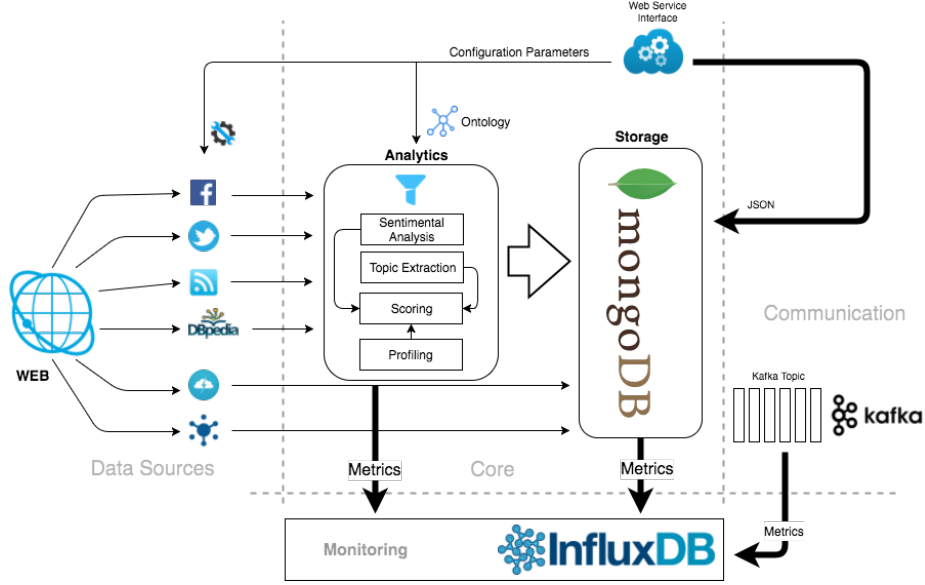 Web Service
Interface
Configuration Parameters
Ontology
Storage
Analytics
mongoDB
JSON
Sentimental
Analysis
Topic Extraction
Scoring
Profiling
DBpedia
WEB
Communication
Kafka Topic
kafka
Data Sources
Metrics
Core
Metrics
Metrics
Monitoring
InfluxDB